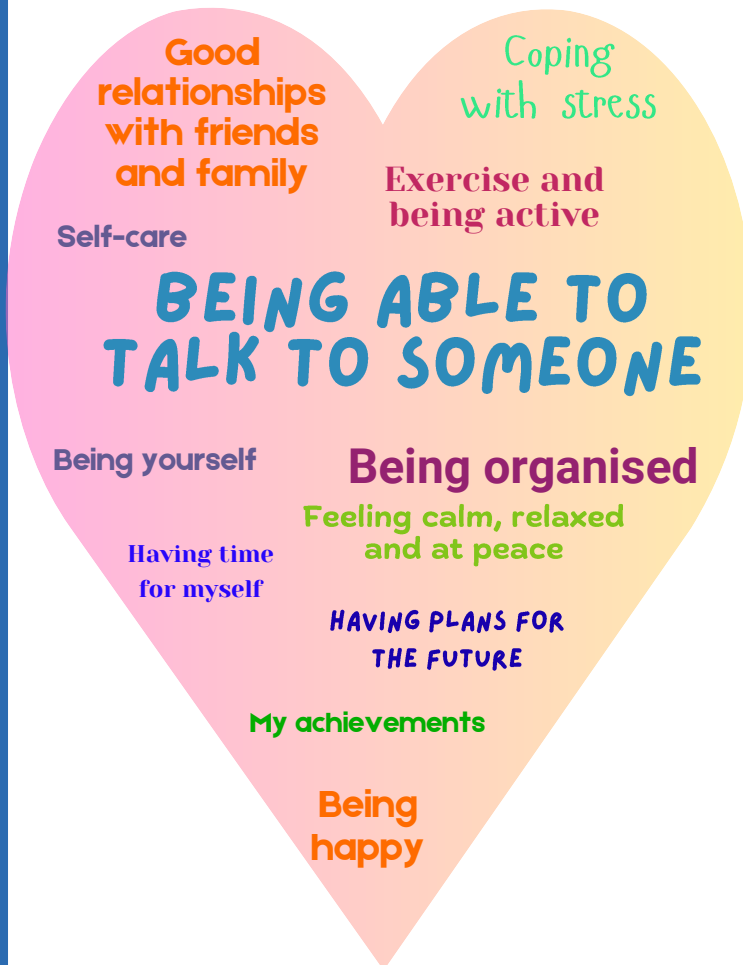 Good
relationships
with friends
and family
Coping
with stress
Exercise and
being active
Self-care
BEING ABLE TO
TALK TO SOMEONE
Being yourself
Being organised
Feeling calm, relaxed
and at peace
Having time
for myself
HAVING PLANS FOR
THE FUTURE
My achievements
Being
happy